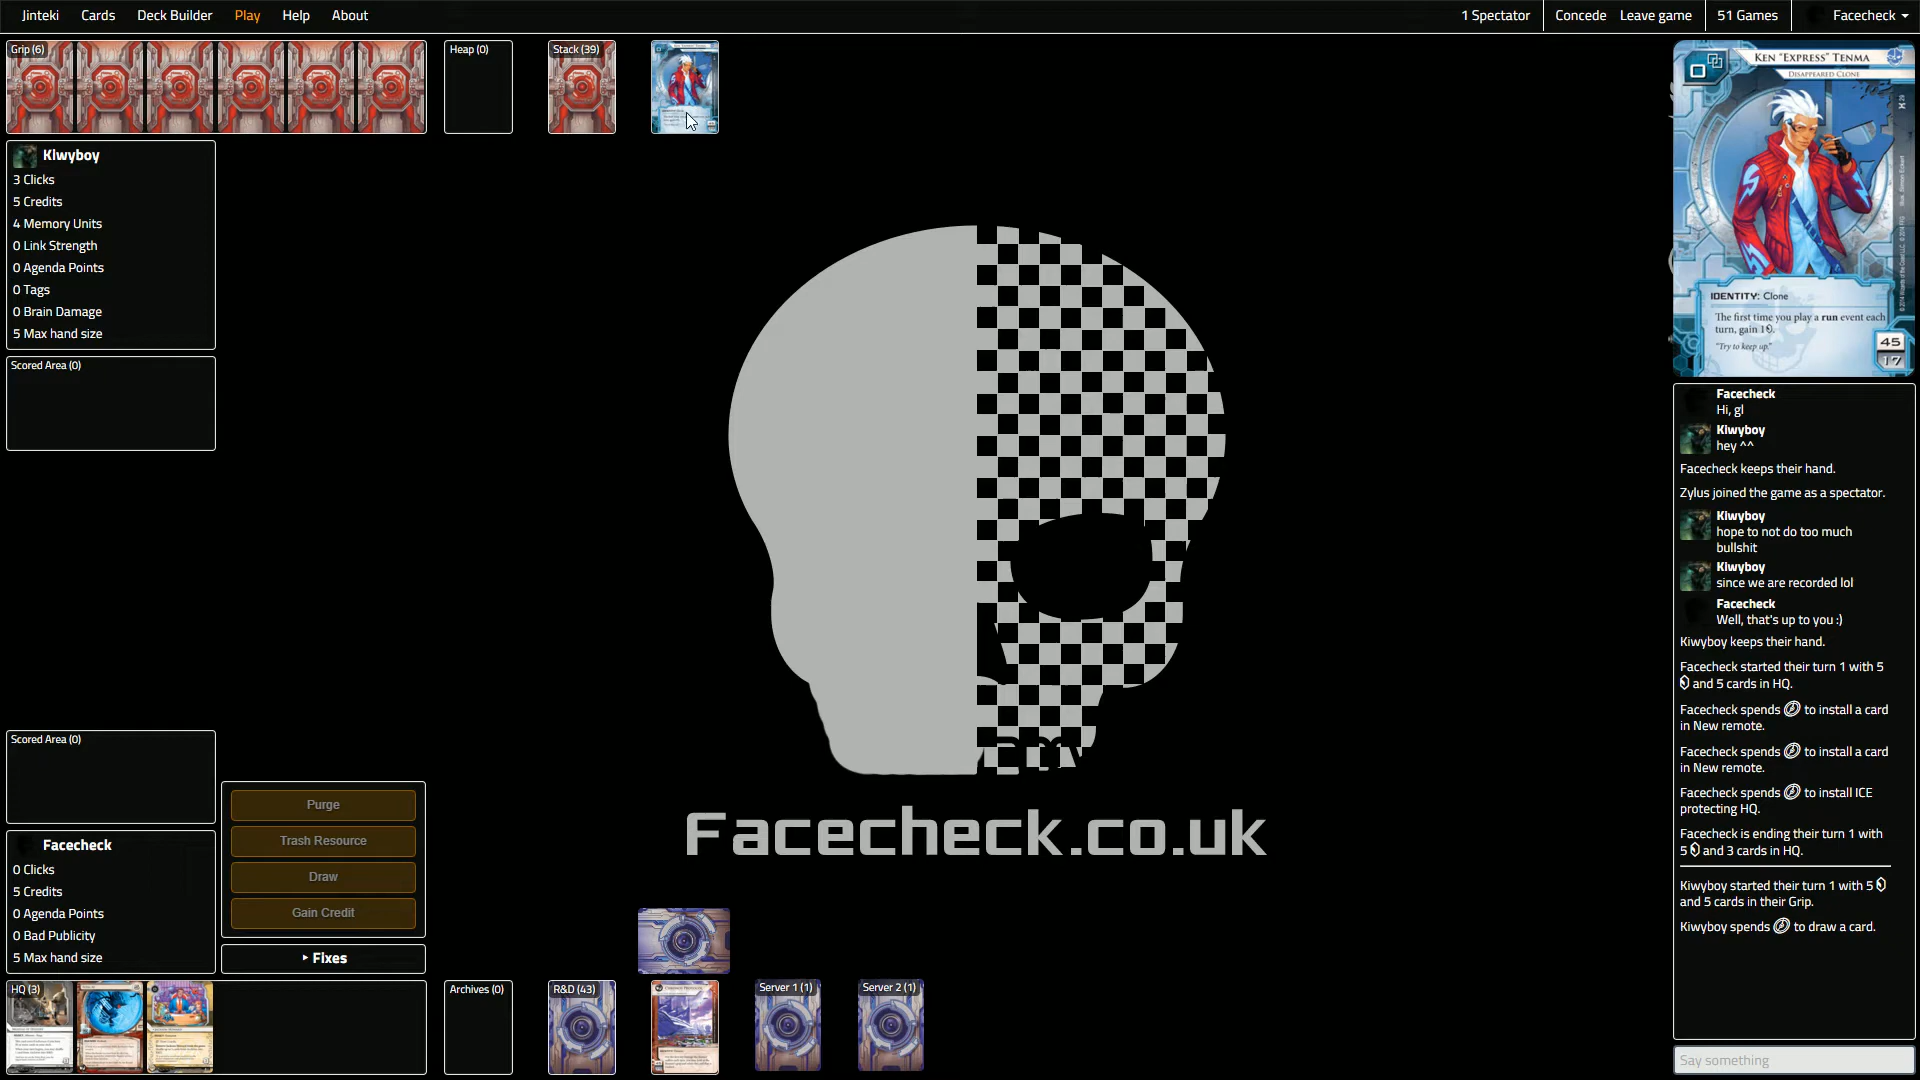 Jinteki Cards Deck Builder Play Help About
1 Spectator Concede Leave game 51 Games Facecheck
Grip (6)
Heap (0)
Stack (39)
Kiwyboy
3 Clicks
5 Credits
4 Memory Units
0 Link Strength
0 Agenda Points
0 Tags
0 Brain Damage
5 Max hand size
Scored Area (0)
Ken "Express" Tenma
Disappeared Clone
IDENTITY: Clone
The first time you play a run event each
turn, gain 1
"Try to keep up."
45
17
Facecheck
Hi, gl
Kiwyboy
hey ^^
Facecheck keeps their hand.
Zylus joined the game as a spectator.
Kiwyboy
hope to not do too much
bullshit
Kiwyboy
since we are recorded lol
Facecheck
Well, that's up to you :)
Kiwyboy keeps their hand.
Facecheck started their turn 1 with 5
and 5 cards in HQ.
Facecheck spends to install a card
in New remote.
Facecheck spends to install a card
in New remote.
Facecheck spends to install ICE
protecting HQ.
Facecheck is ending their turn 1 with
5 and 3 cards in HQ.
Kiwyboy started their turn 1 with 5
and 5 cards in their Grip.
Kiwyboy spends to draw a card.
Say something
Facecheck.co.uk
Scored Area (0)
Facecheck
0 Clicks
5 Credits
0 Agenda Points
0 Bad Publicity
5 Max hand size
Purge
Trash Resource
Draw
Gain Credit
Fixes
HQ (3)
Archives (0)
R&D (43)
Server 1 (1)
Server 2 (1)